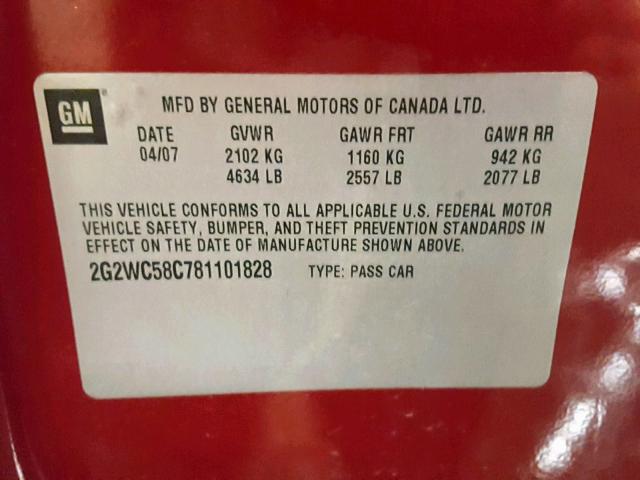 GM
MFD BY GENERAL MOTORS OF CANADA LTD.
DATE GVWR GAWR FRT GAWR RR
04/07 2102 KG 1160 KG 942 KG
4634 LB 2557 LB 2077 LB
THIS VEHICLE CONFORMS TO ALL APPLICABLE U.S. FEDERAL MOTOR
VEHICLE SAFETY, BUMPER, AND THEFT PREVENTION STANDARDS IN
EFFECT ON THE DATE OF MANUFACTURE SHOWN ABOVE.
2G2WC58C781101828 TYPE: PASS CAR